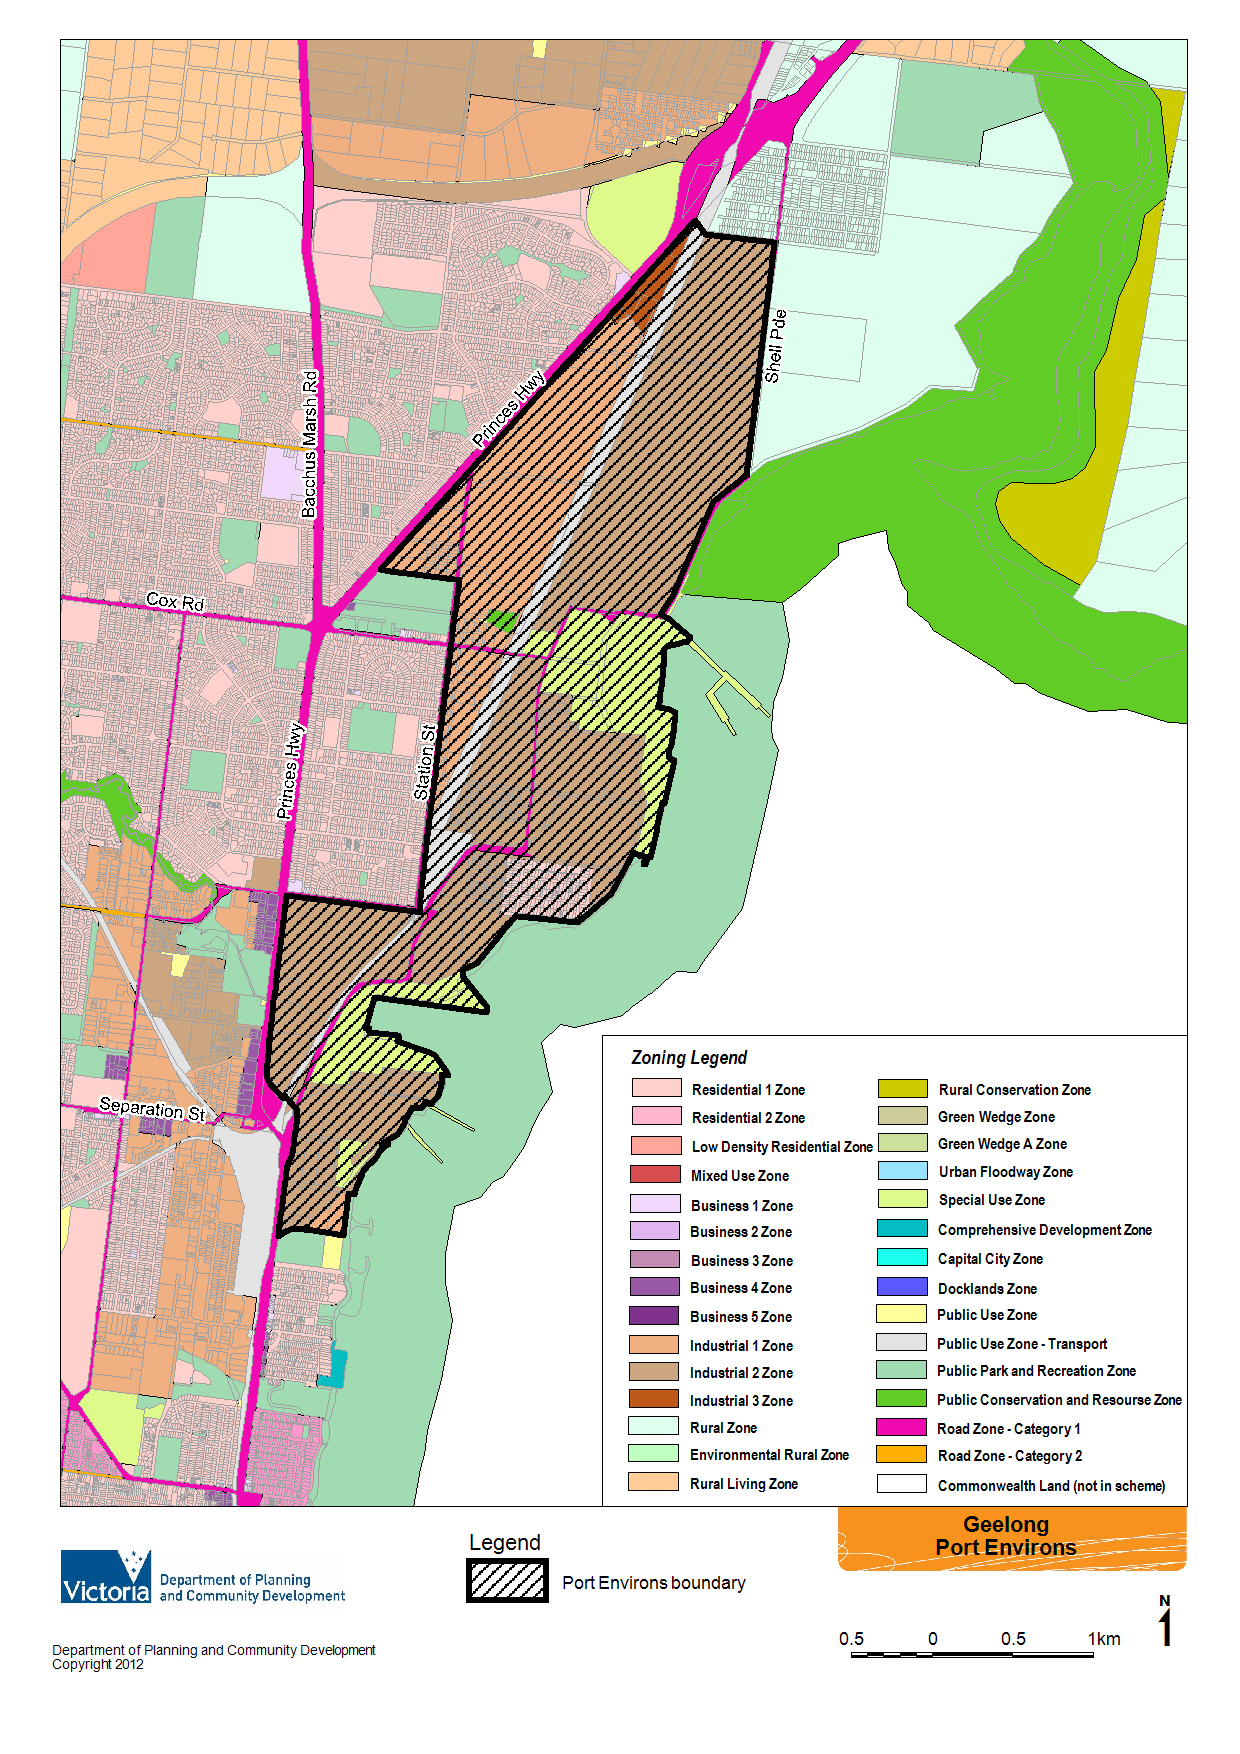 Shell Pde
Princes Hwy
Bacchus Marsh Rd
Cox Rd
Princes Hwy
Station St
Separation St
Zoning Legend
Residential 1 Zone
Residential 2 Zone
Low Density Residential Zone
Mixed Use Zone
Business 1 Zone
Business 2 Zone
Business 3 Zone
Business 4 Zone
Business 5 Zone
Industrial 1 Zone
Industrial 2 Zone
Industrial 3 Zone
Rural Zone
Environmental Rural Zone
Rural Living Zone
Rural Conservation Zone
Green Wedge Zone
Green Wedge A Zone
Urban Floodway Zone
Special Use Zone
Comprehensive Development Zone
Capital City Zone
Docklands Zone
Public Use Zone
Public Use Zone - Transport
Public Park and Recreation Zone
Public Conservation and Resourse Zone
Road Zone - Category 1
Road Zone - Category 2
Commonwealth Land (not in scheme)
Geelong
Port Environs
Legend
Port Environs boundary
Victoria
Department of Planning
and Community Development
N
0.5 0 0.5 1km
Department of Planning and Community Development
Copyright 2012